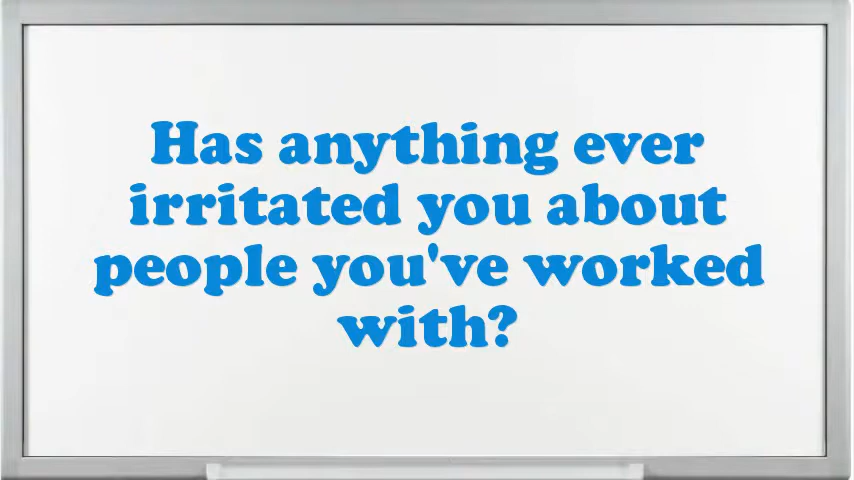 Has anything ever
irritated you about
people you've worked
with?